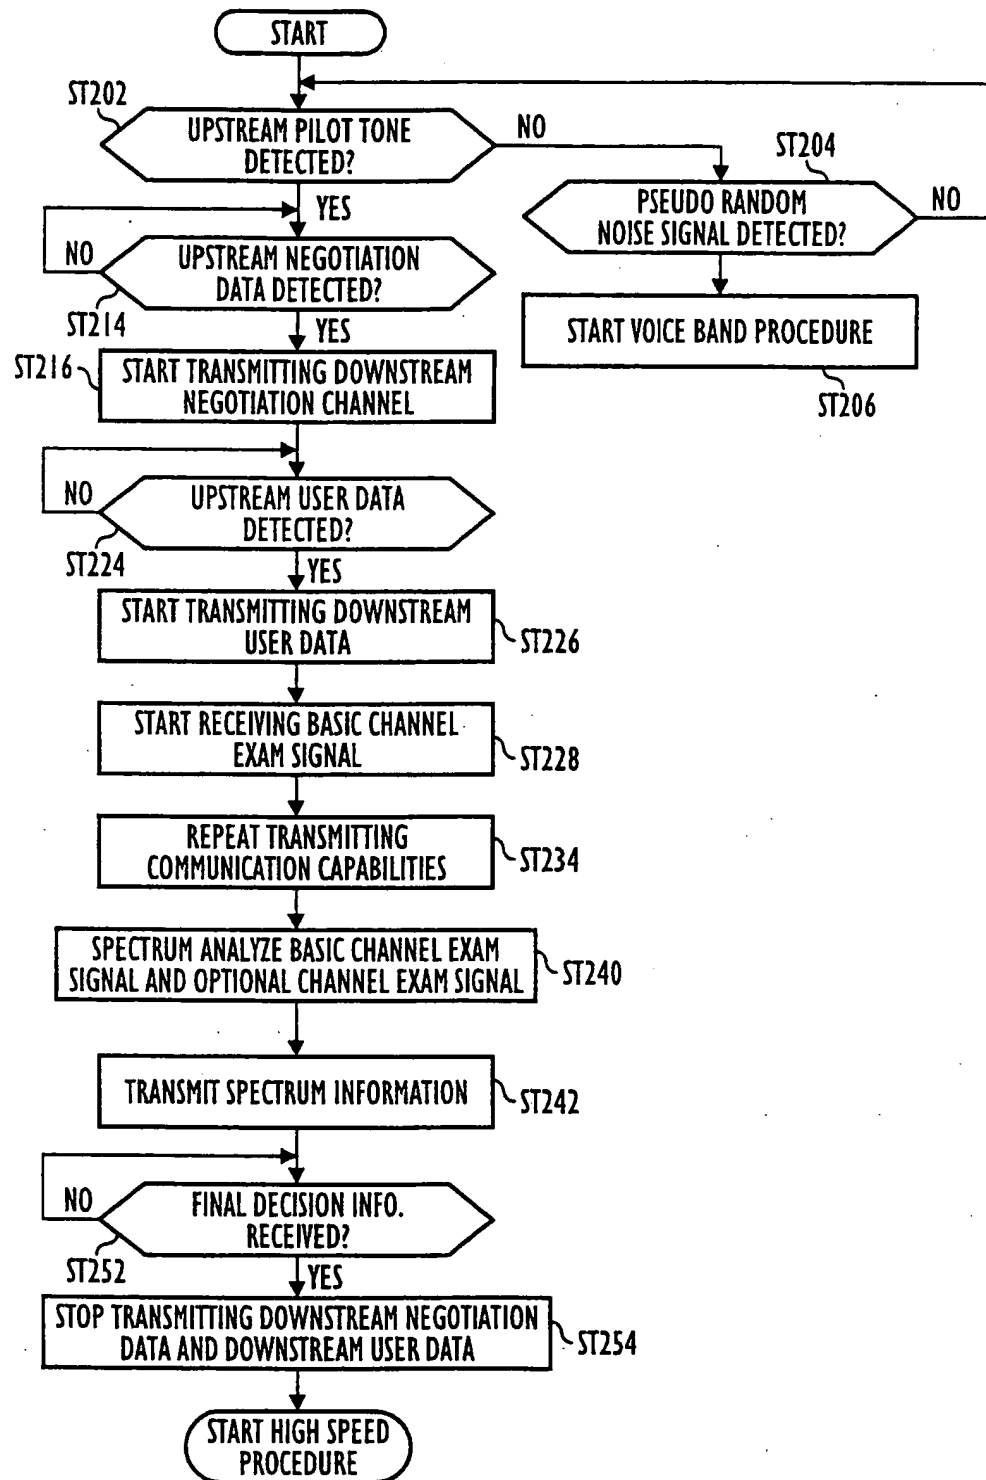 START
ST202
UPSTREAM PILOT TONE
DETECTED?
NO
YES
ST204
PSEUDO RANDOM
NOISE SIGNAL DETECTED?
NO
START VOICE BAND PROCEDURE
ST206
NO
UPSTREAM NEGOTIATION
DATA DETECTED?
ST214
YES
ST216
START TRANSMITTING DOWNSTREAM
NEGOTIATION CHANNEL
NO
UPSTREAM USER DATA
DETECTED?
ST224
YES
START TRANSMITTING DOWNSTREAM
USER DATA
ST226
START RECEIVING BASIC CHANNEL
EXAM SIGNAL
ST228
REPEAT TRANSMITTING
COMMUNICATION CAPABILITIES
ST234
SPECTRUM ANALYZE BASIC CHANNEL EXAM
SIGNAL AND OPTIONAL CHANNEL EXAM SIGNAL
ST240
TRANSMIT SPECTRUM INFORMATION
ST242
NO
FINAL DECISION INFO.
RECEIVED?
ST252
YES
STOP TRANSMITTING DOWNSTREAM NEGOTIATION
DATA AND DOWNSTREAM USER DATA
ST254
START HIGH SPEED
PROCEDURE